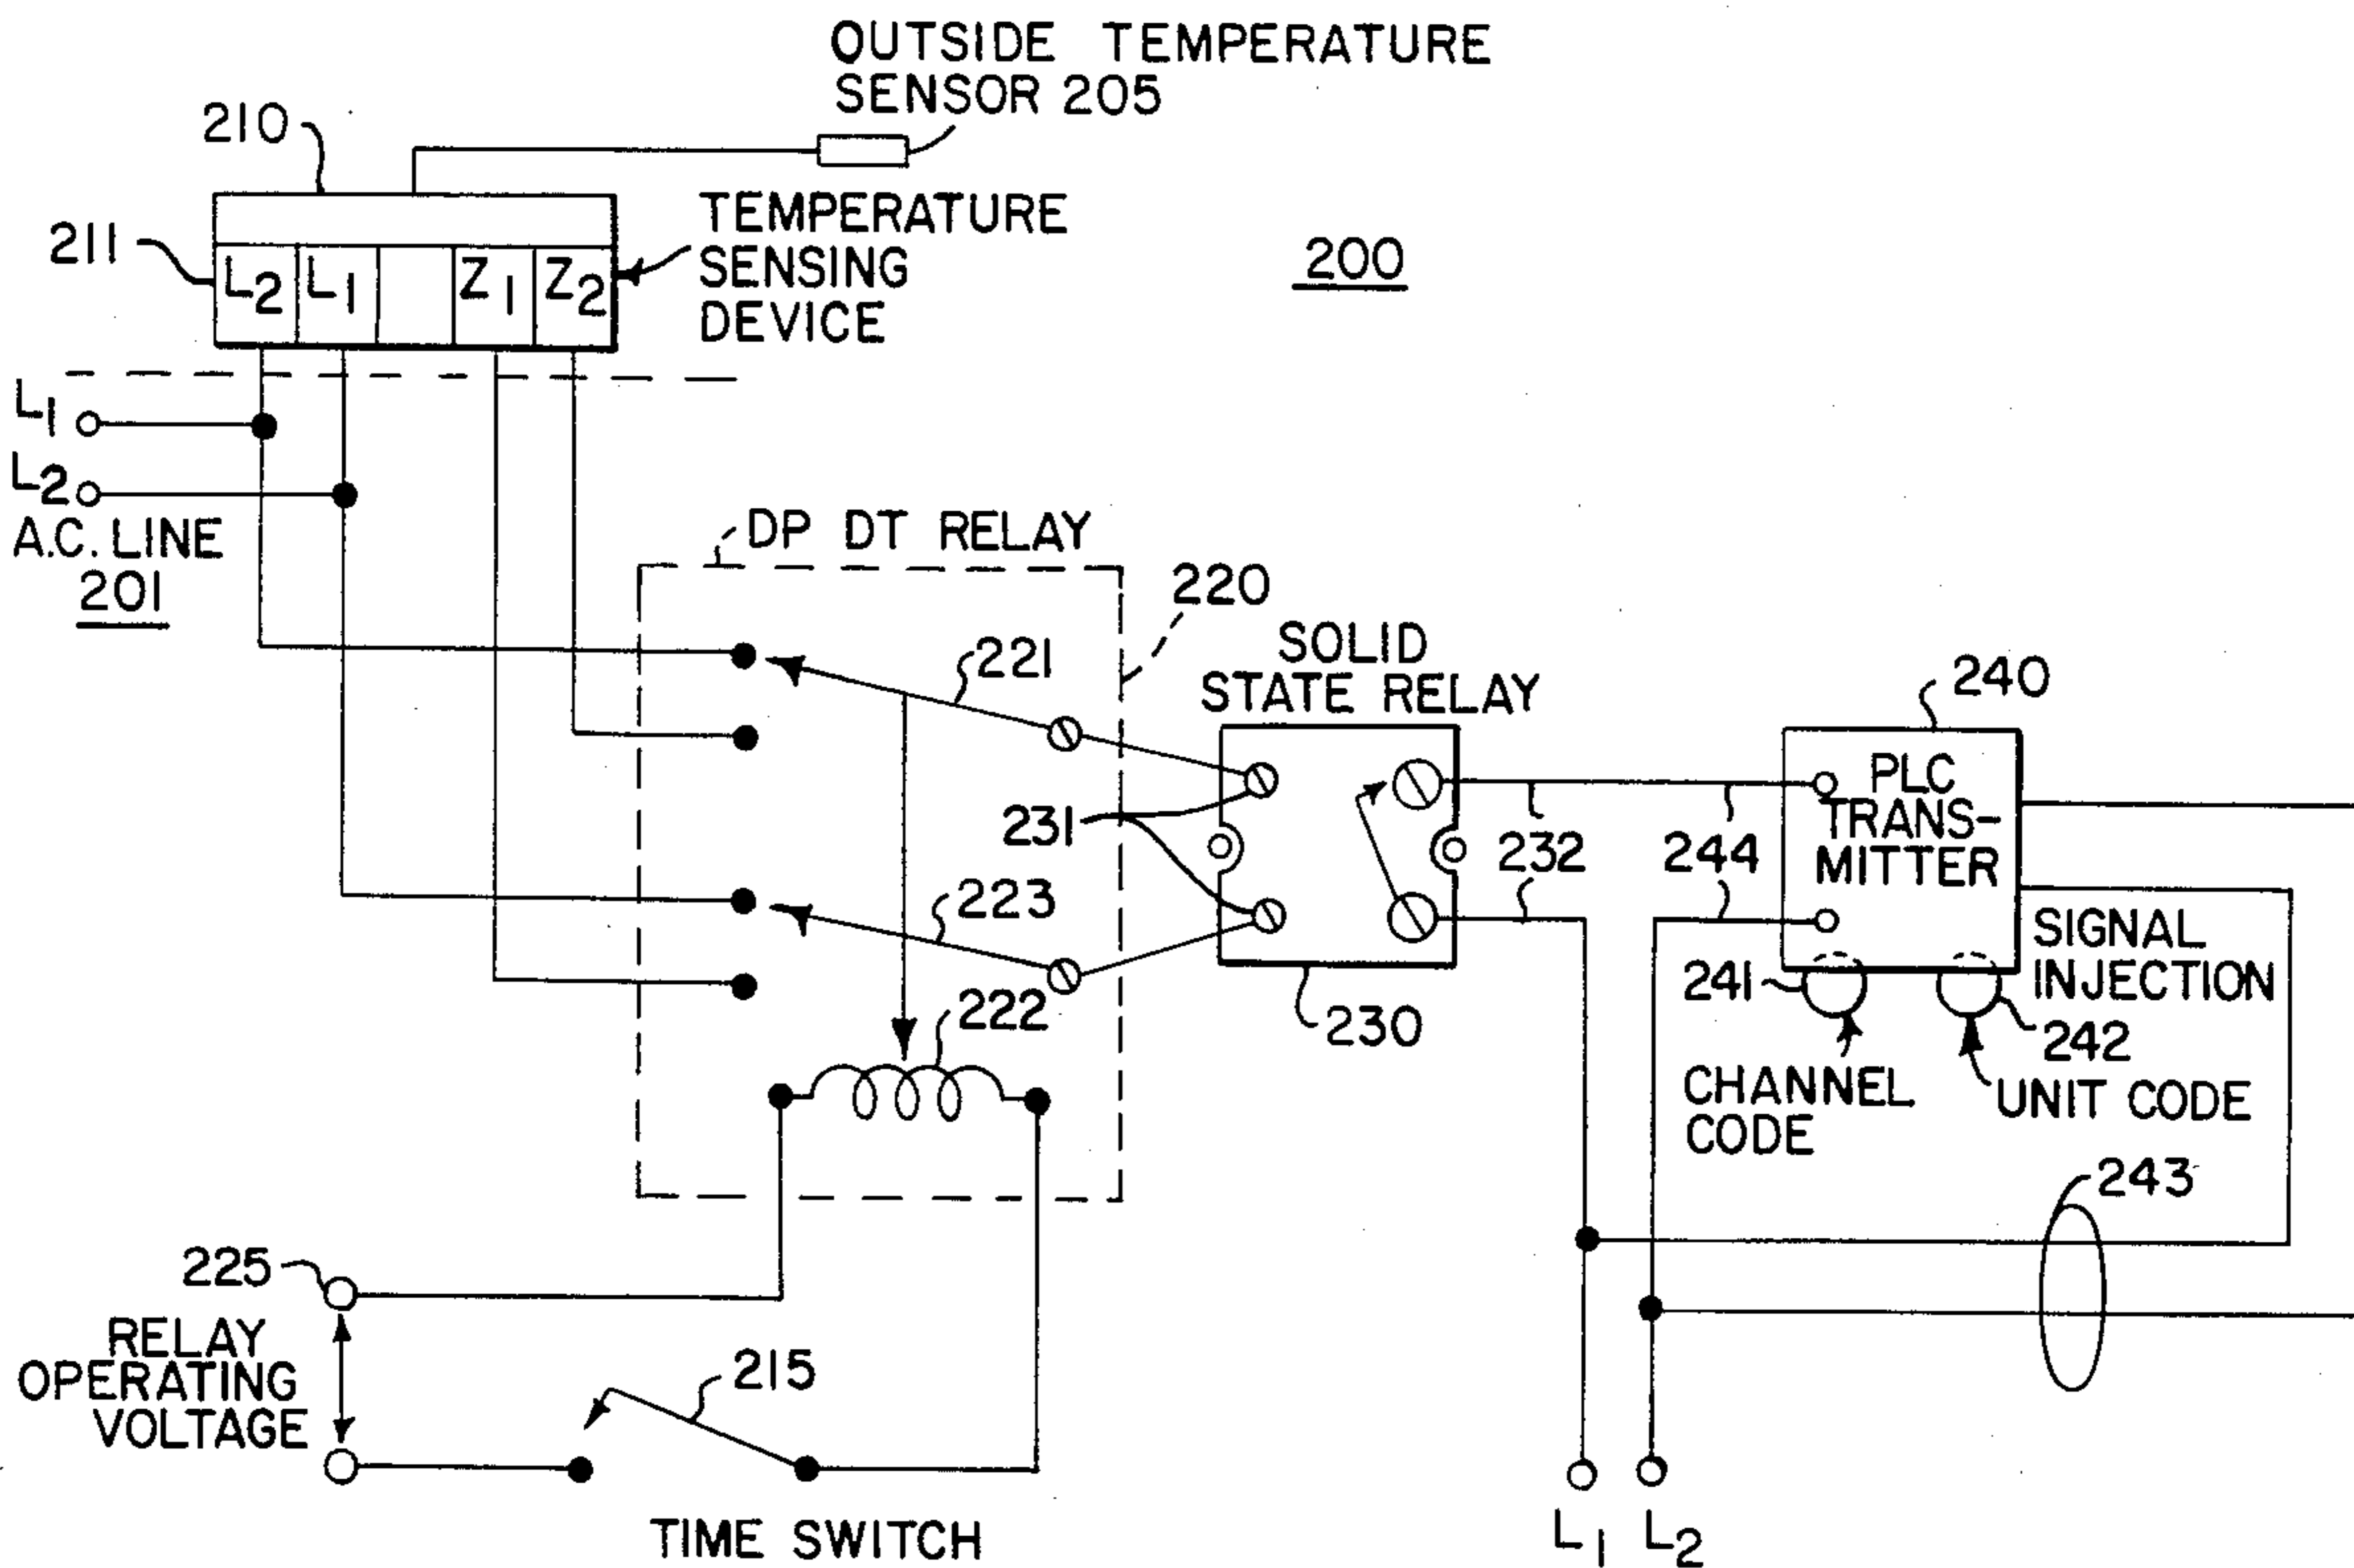 OUTSIDE TEMPERATURE
SENSOR 205
210
211
L2 L1 Z1 Z2
TEMPERATURE
SENSING
DEVICE
200
L1
L2
A.C. LINE
201
DP DT RELAY
220
221
SOLID
STATE RELAY
240
PLC
TRANS-
MITTER
231
232
244
223
222
230
241
242
SIGNAL
INJECTION
CHANNEL
CODE
UNIT CODE
243
225
RELAY
OPERATING
VOLTAGE
215
TIME SWITCH
L1 L2